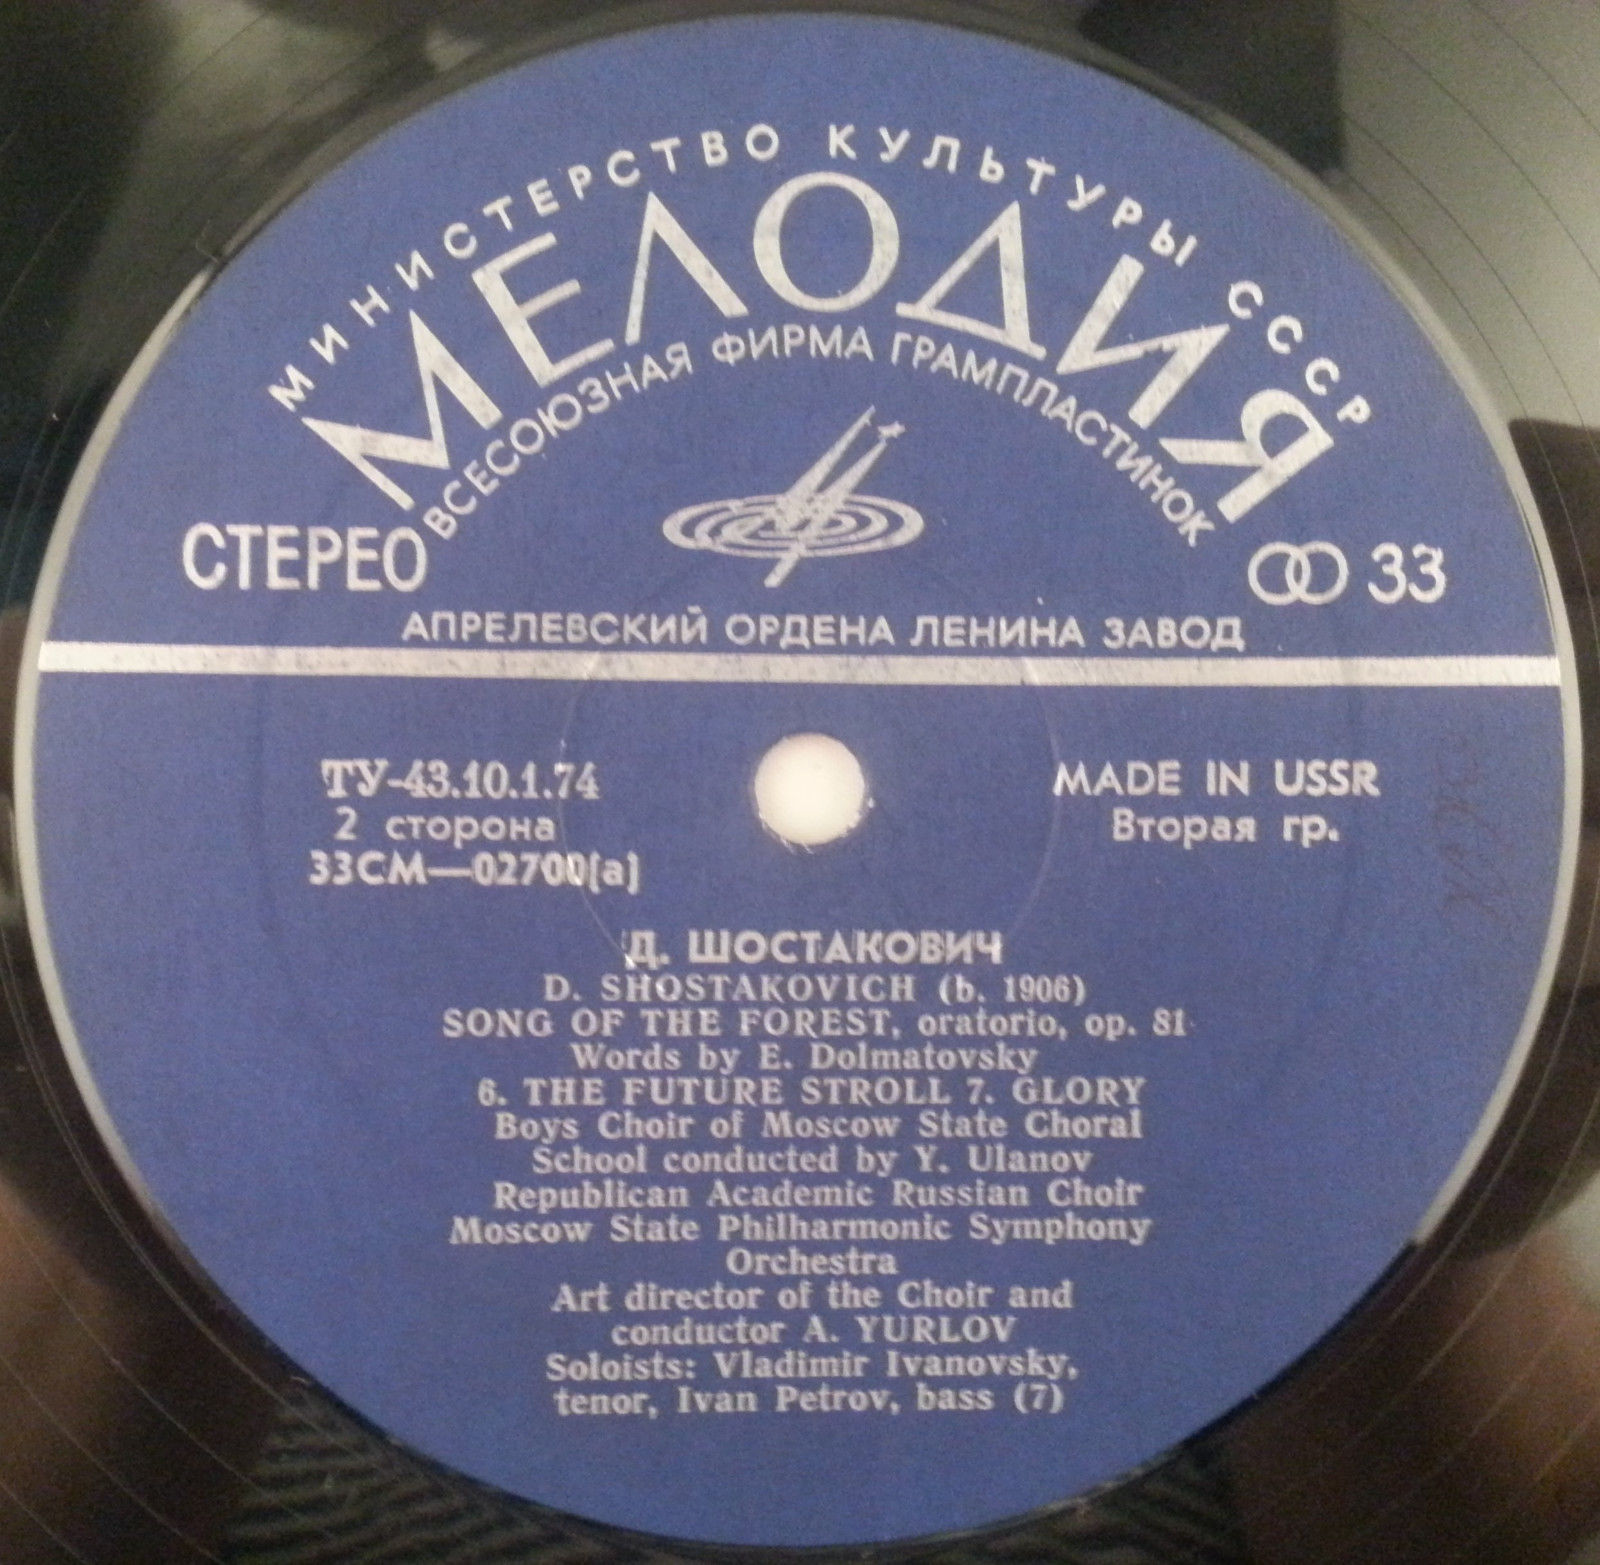 МИНИСТЕРСТВО КУЛЬТУРЫ СССР
МЕЛОДИЯ
ВСЕСОЮЗНАЯ ФИРМА ГРАМПЛАСТИНОК
СТЕРЕО
33
АПРЕЛЕВСКИЙ ОРДЕНА ЛЕНИНА ЗАВОД
ТУ-43.10.1.74
2 сторона
33СМ—02700(а)
MADE IN USSR
Вторая гр.
Д. ШОСТАКОВИЧ
D. SHOSTAKOVICH (b. 1906)
SONG OF THE FOREST, oratorio, op. 81
Words by E. Dolmatovsky
6. THE FUTURE STROLL 7. GLORY
Boys Choir of Moscow State Choral
School conducted by Y. Ulanov
Republican Academic Russian Choir
Moscow State Philharmonic Symphony
Orchestra
Art director of the Choir and
conductor A. YURLOV
Soloists: Vladimir Ivanovsky,
tenor, Ivan Petrov, bass (7)